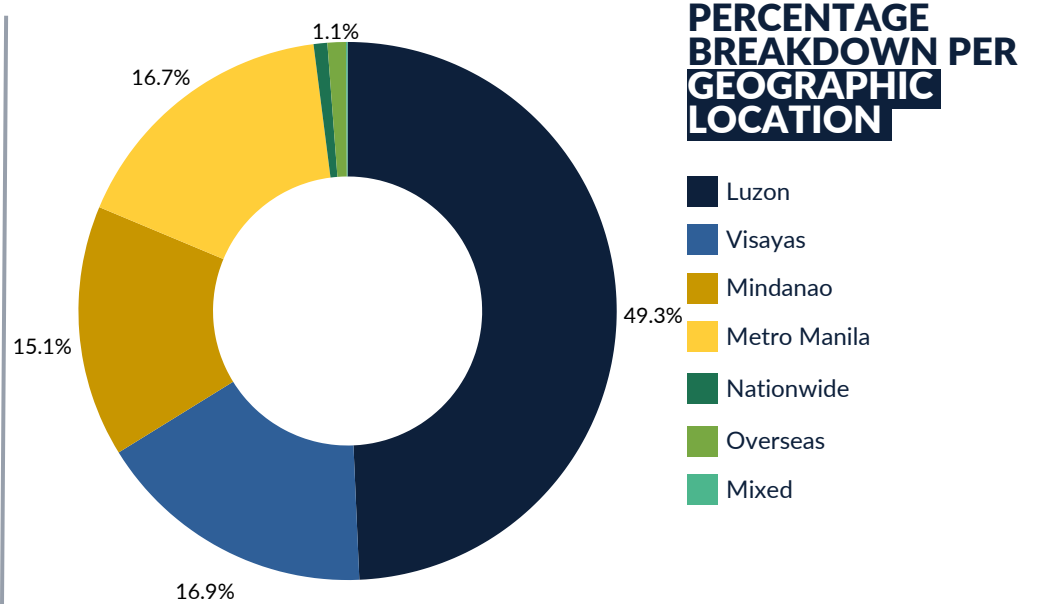 PERCENTAGE
BREAKDOWN PER
GEOGRAPHIC
LOCATION
1.1%
16.7%
15.1%
16.9%
49.3%
Luzon
Visayas
Mindanao
Metro Manila
Nationwide
Overseas
Mixed